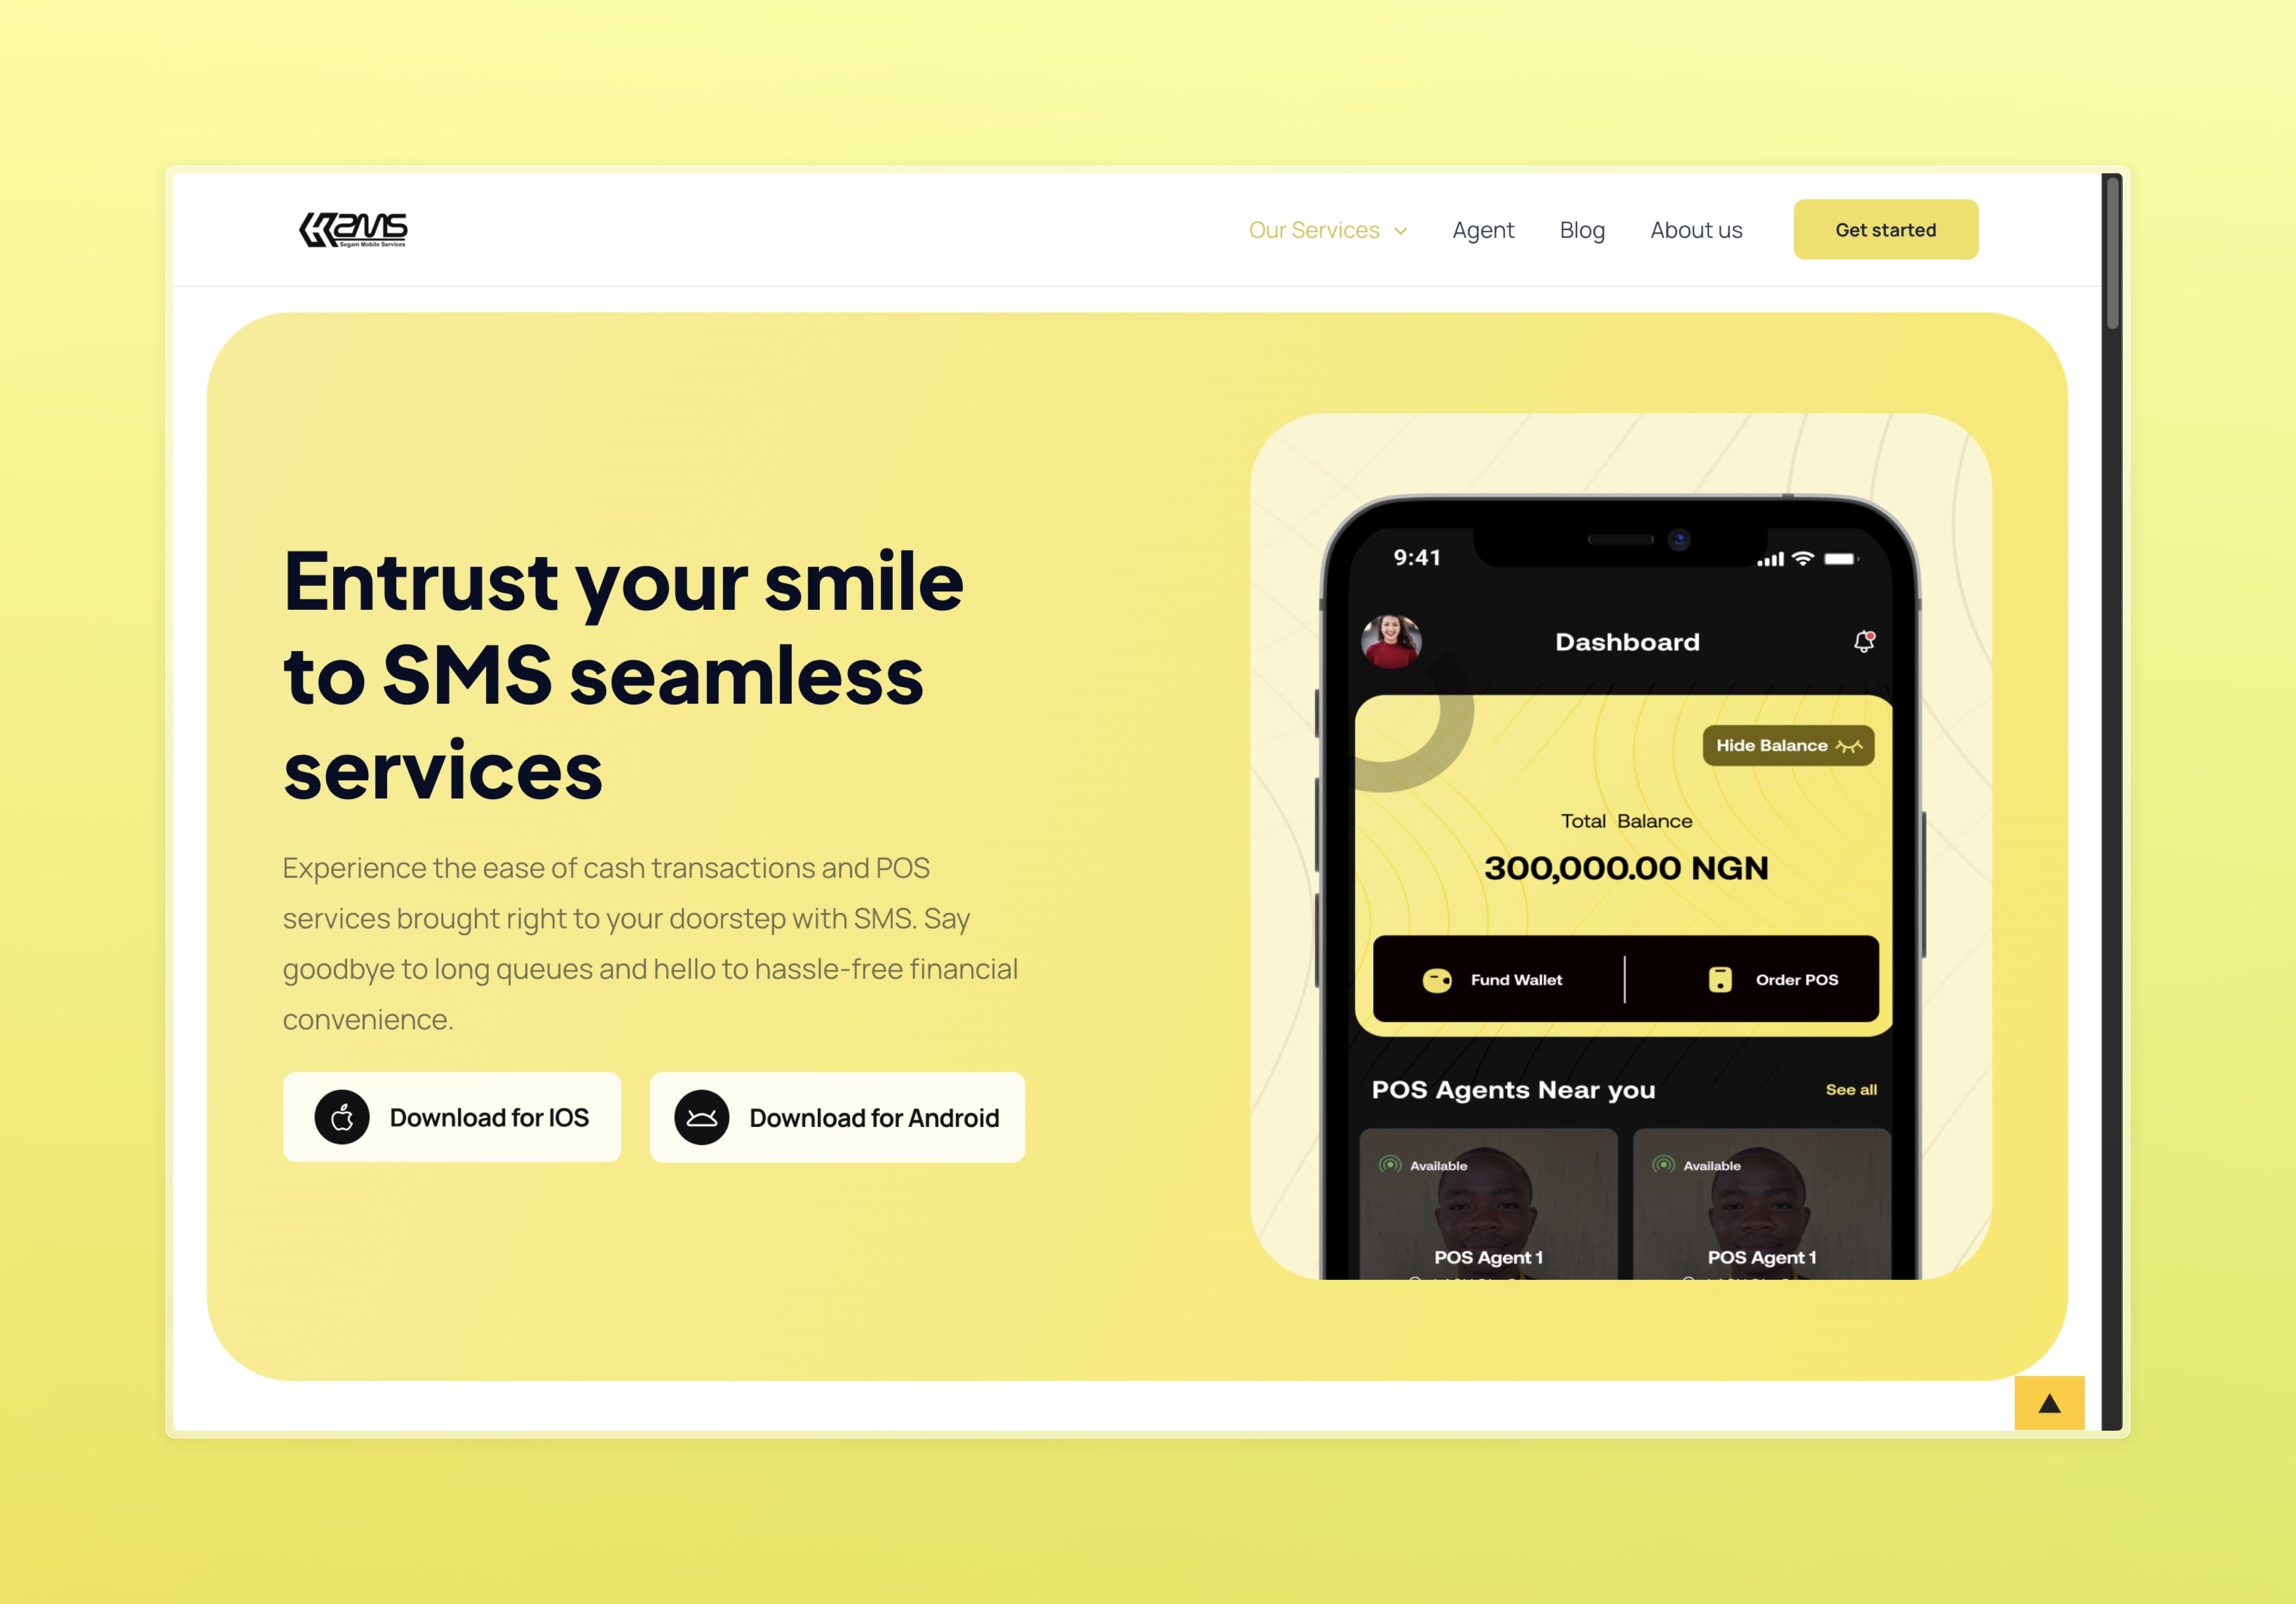 Segam Mobile Services
Our Services
Agent
Blog
About us
Get started
Entrust your smile
to SMS seamless
services
Experience the ease of cash transactions and POS
services brought right to your doorstep with SMS. Say
goodbye to long queues and hello to hassle-free financial
convenience.
Download for IOS
Download for Android
9:41
Dashboard
Hide Balance
Total Balance
300,000.00 NGN
Fund Wallet
Order POS
POS Agents Near you
See all
Available
Available
POS Agent 1
POS Agent 1